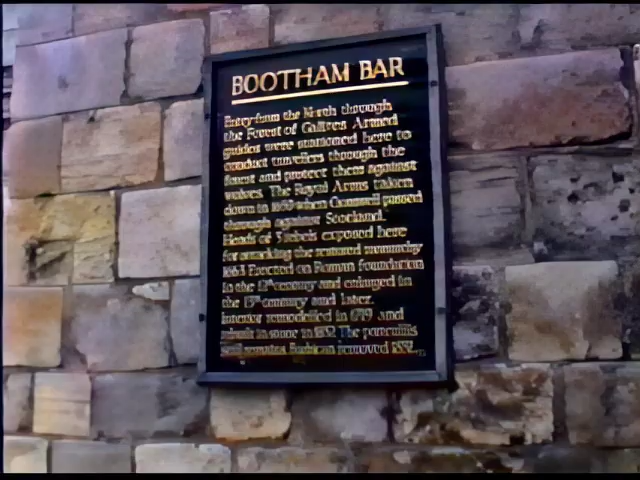 BOOTHAM BAR
Entry from the North through
the Forest of Galtres Armed
guides were stationed here to
conduct travellers through the
forest and protect them against
wolves. The Royal Arms taken
down in 1650 when Cromwell passed
through against Scotland.
Heads of 3 rebels exposed here
for attacking the restored monarchy
1663 Erected on Roman foundation
in the 12th century and enlarged in
the 13th century and later.
Interior remodelled in 1719 and
rebuilt in stone in 1832 The portcullis
removed